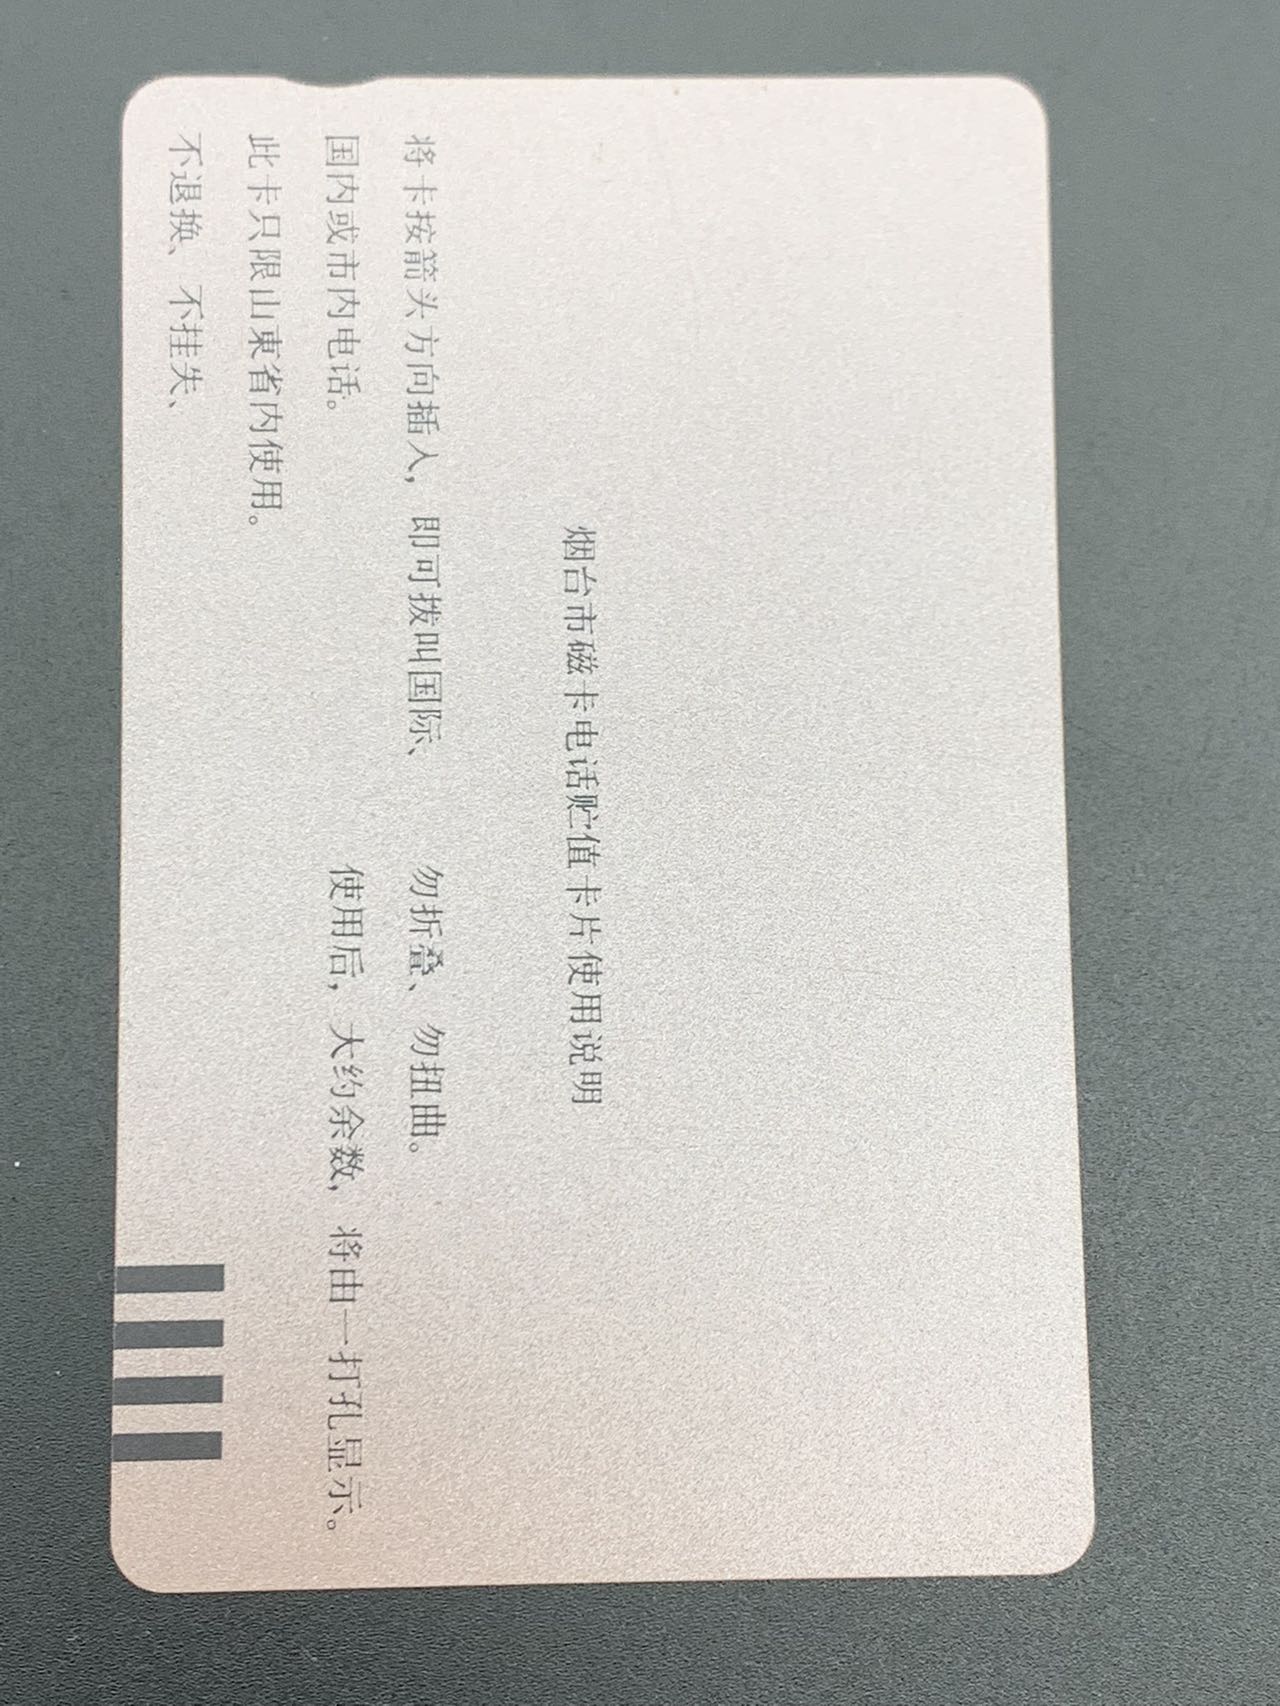 烟台市磁卡电话贮值卡片使用说明
将卡按箭头方向插人，即可拨叫国际、
国内或市内电话。
此卡只限山東省内使用。
不退换、不挂失、
勿折叠、勿扭曲。
使用后，大约余数，将由一打孔显示。